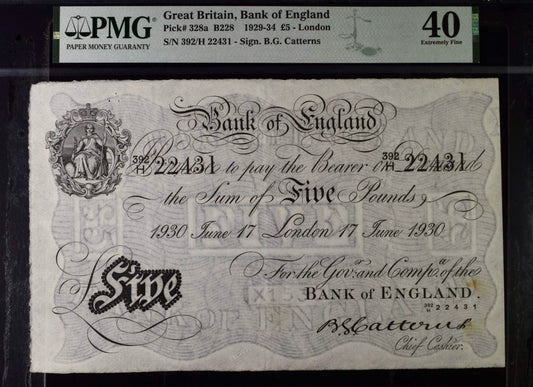 PMG
PAPER MONEY GUARANTY
Great Britain, Bank of England
Pick# 328a B228 1929-34 £5 - London
S/N 392/H 22431 - Sign. B.G. Catterns
40
Extremely Fine
Bank of England
392/H 22431 392/H 22431
to pay the Bearer on Demand
the Sum of Five Pounds
1930 June 17 London 17 June 1930
For the Govr. and Compa. of the
BANK OF ENGLAND.
392/H 22431
Five
B G Catterns
Chief Cashier.